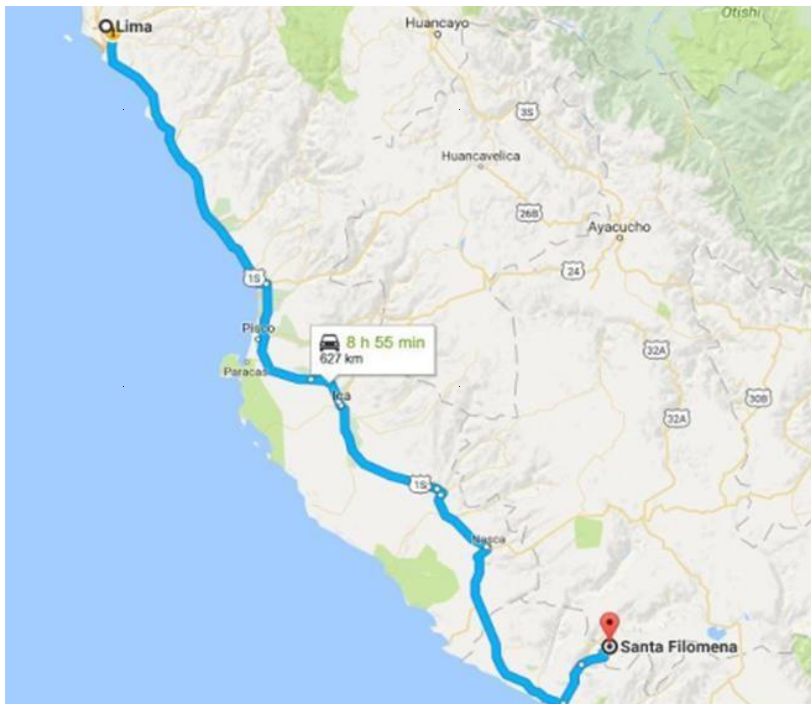 Otishi
Lima
Huancayo
3S
Huancavelica
26B
Ayacucho
24
1S
Pisco
8 h 55 min
627 km
32A
Paracas
Ica
30B
32A
1S
Nasca
Santa Filomena